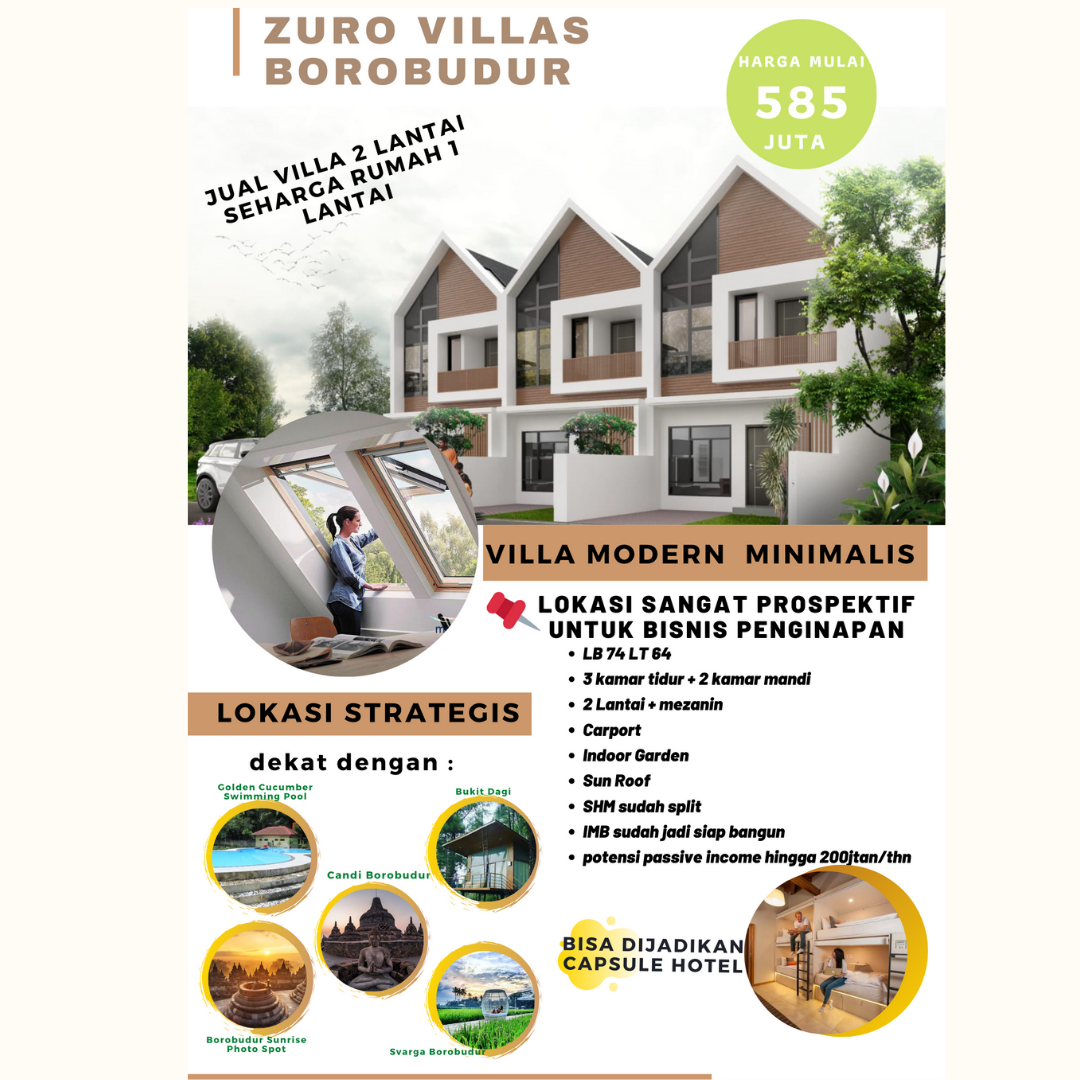 ZURO VILLAS
BOROBUDUR
HARGA MULAI
585
JUTA
JUAL VILLA 2 LANTAI
SEHARGA RUMAH 1
LANTAI
VILLA MODERN MINIMALIS
LOKASI SANGAT PROSPEKTIF
UNTUK BISNIS PENGINAPAN
• LB 74 LT 64
• 3 kamar tidur + 2 kamar mandi
• 2 Lantai + mezanin
• Carport
• Indoor Garden
• Sun Roof
• SHM sudah split
• IMB sudah jadi siap bangun
• potensi passive income hingga 200jtan/thn
LOKASI STRATEGIS
dekat dengan :
Golden Cucumber
Swimming Pool
Bukit Dagi
Candi Borobudur
Borobudur Sunrise
Photo Spot
Svarga Borobudur
BISA DIJADIKAN
CAPSULE HOTEL